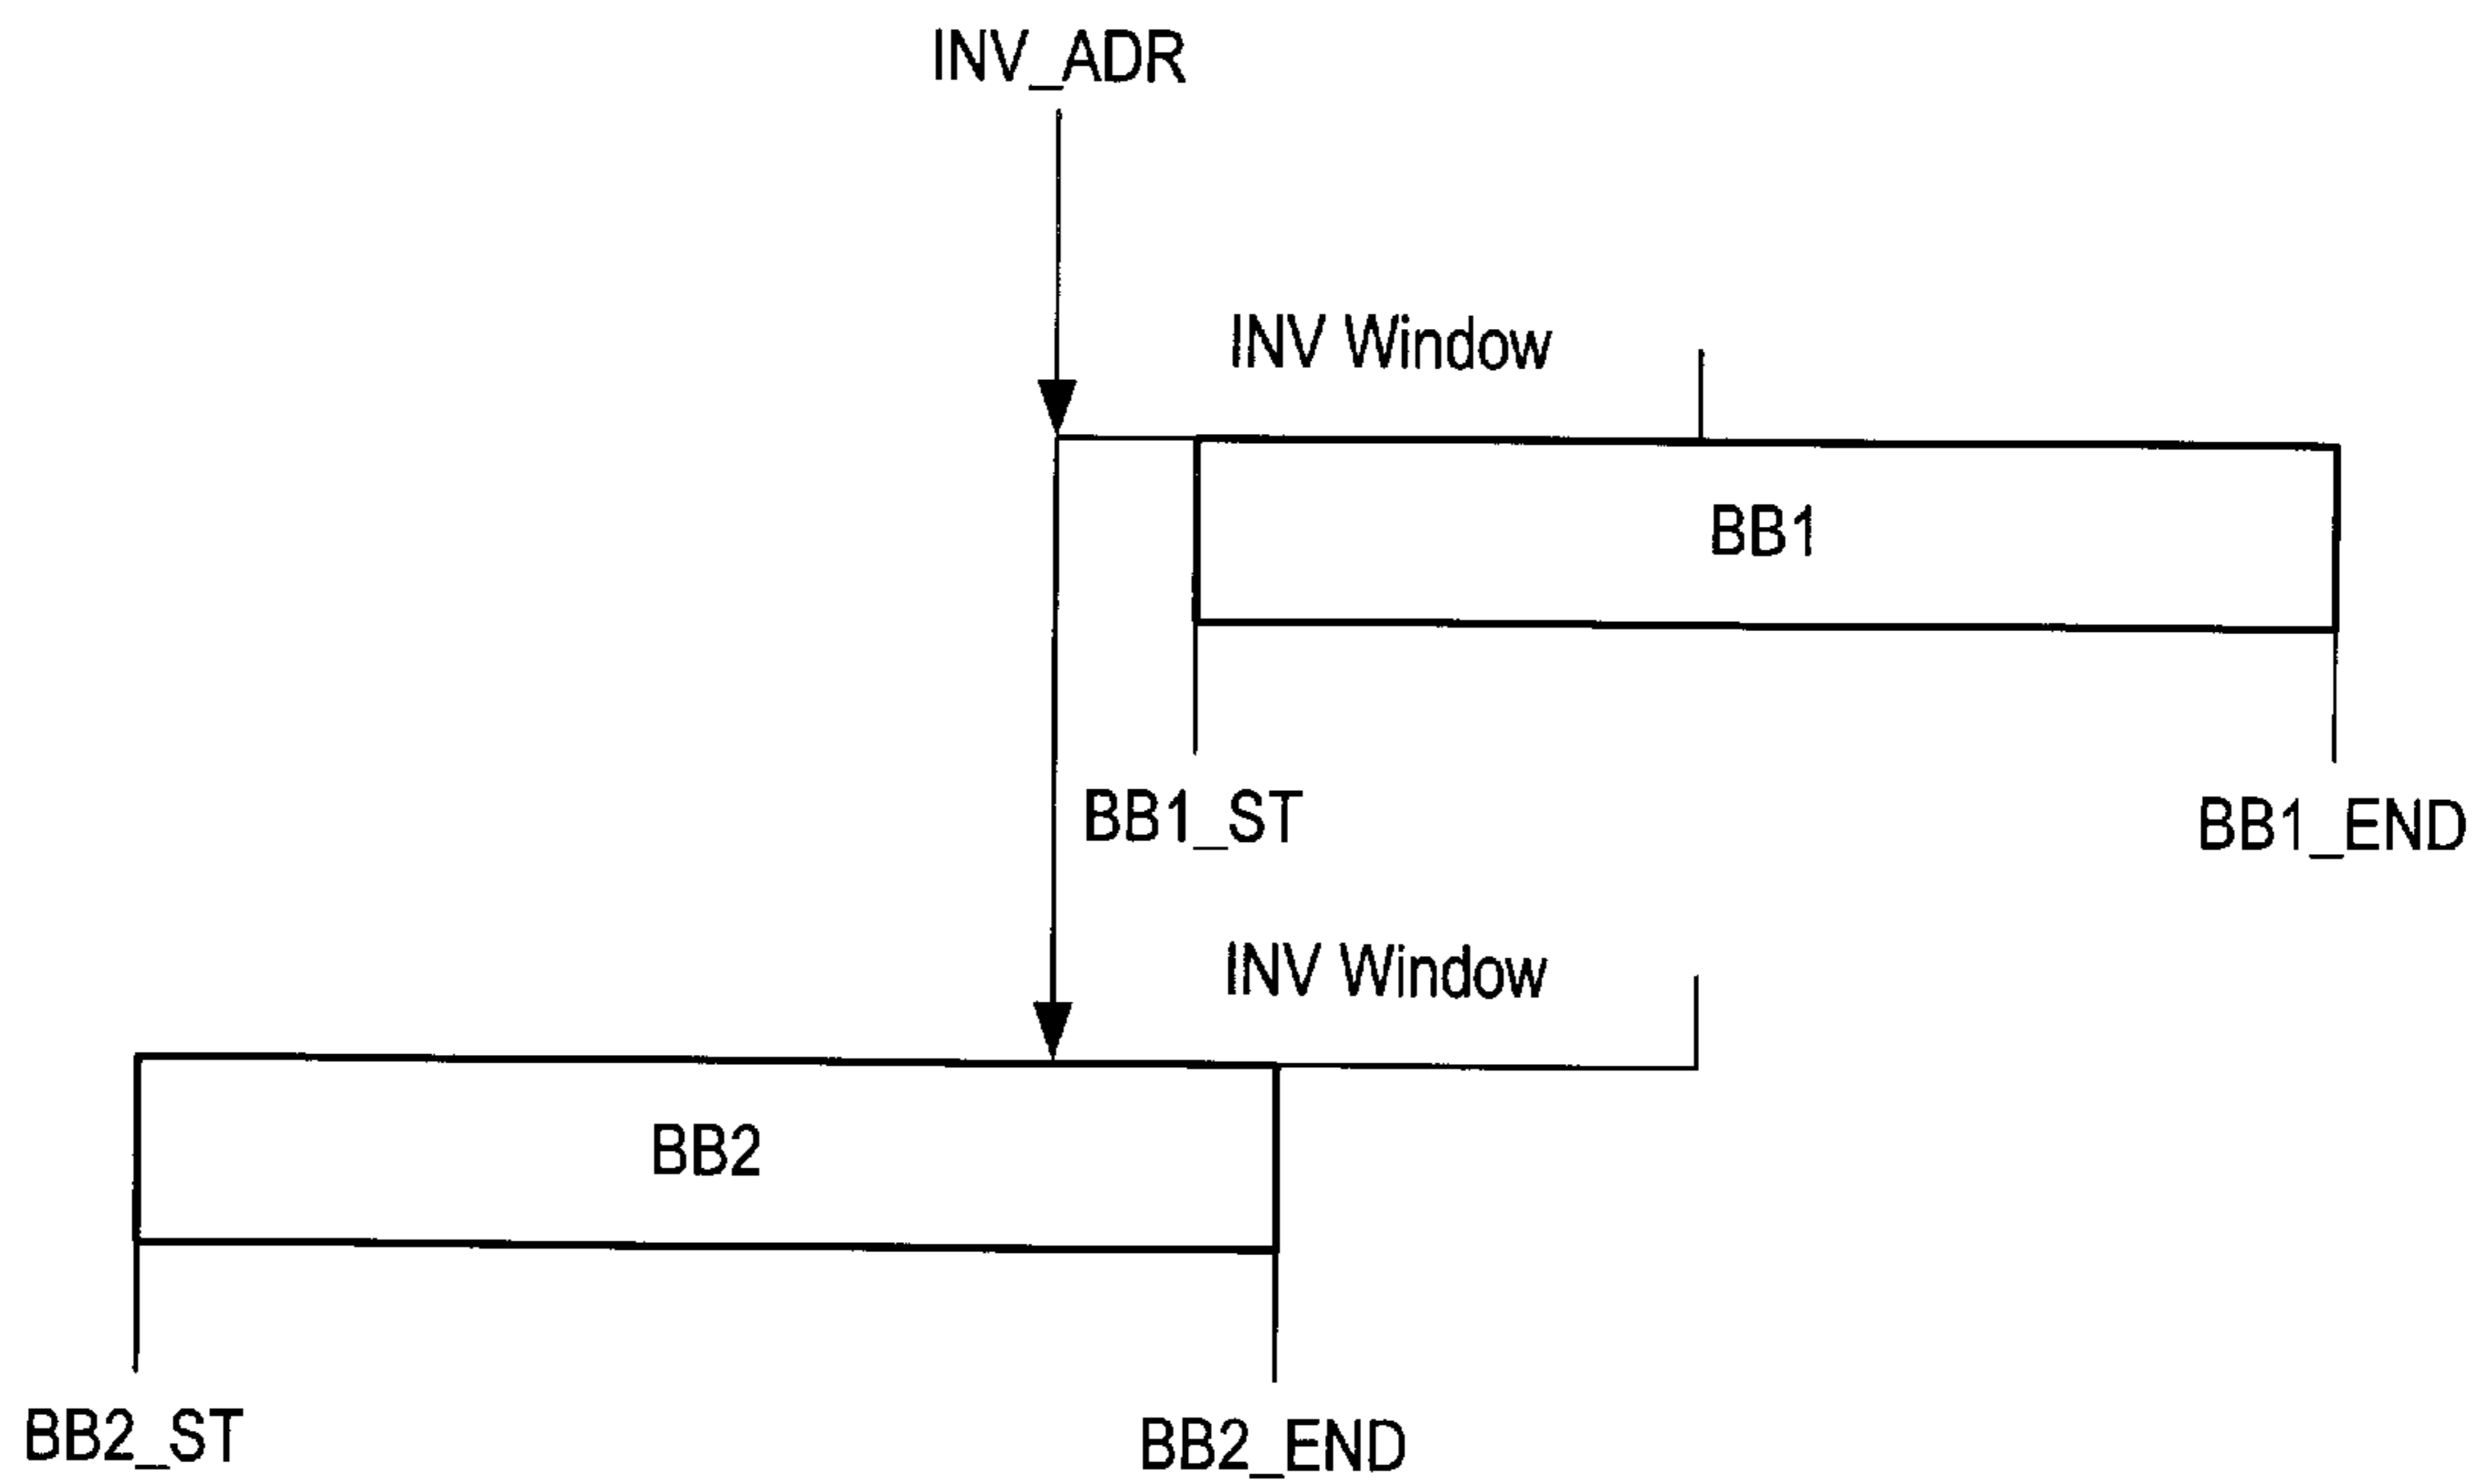 INV_ADR
INV Window
BB1
BB1_ST
BB1_END
INV Window
BB2
BB2_ST
BB2_END